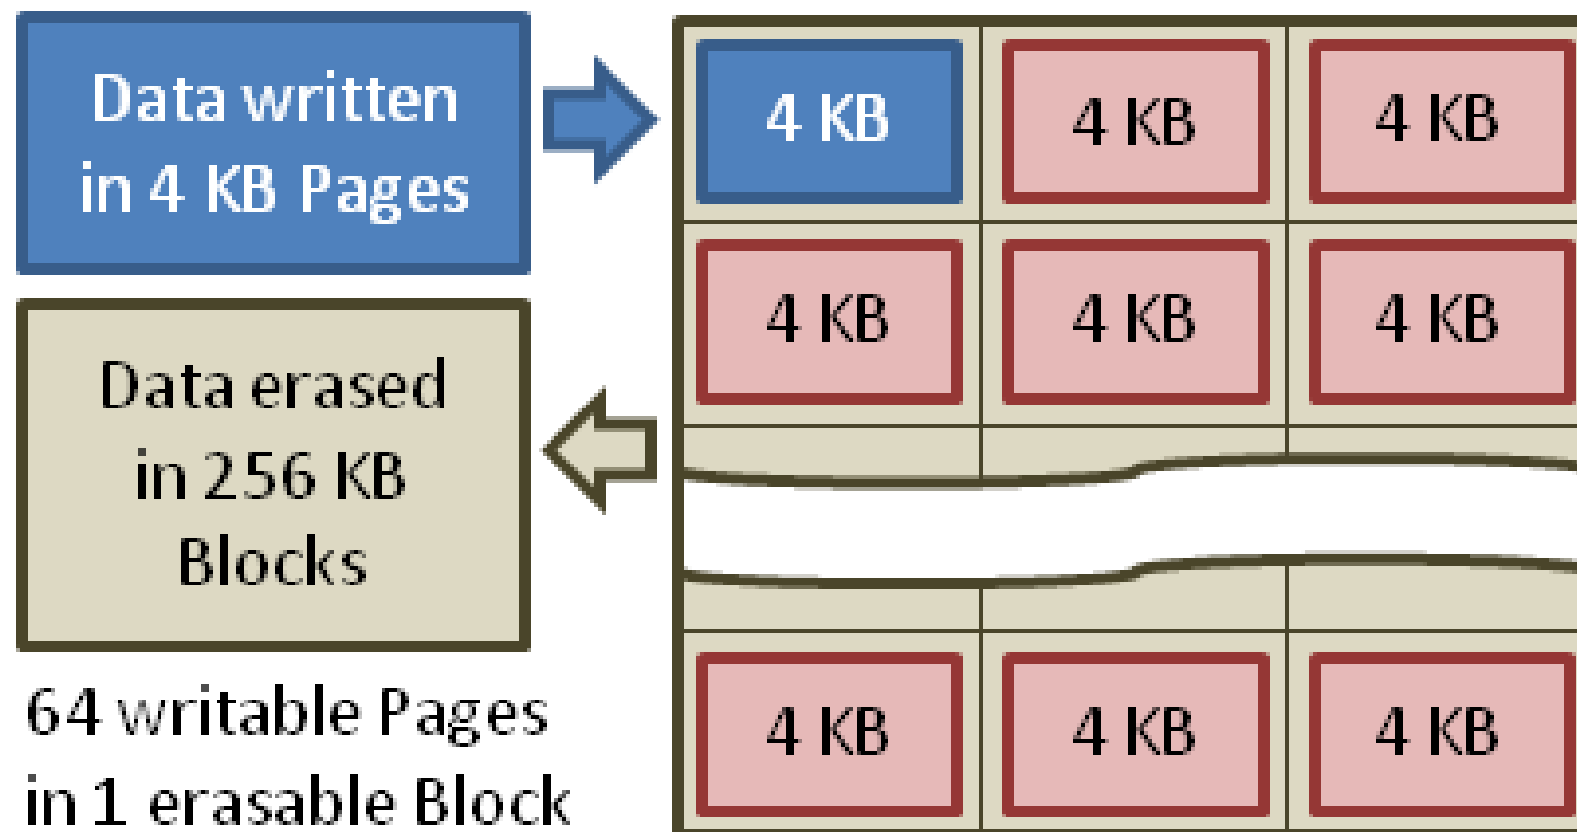 Data written
in 4 KB Pages
4 KB 4 KB 4 KB
4 KB 4 KB 4 KB
Data erased
in 256 KB
Blocks
64 writable Pages
in 1 erasable Block
4 KB 4 KB 4 KB